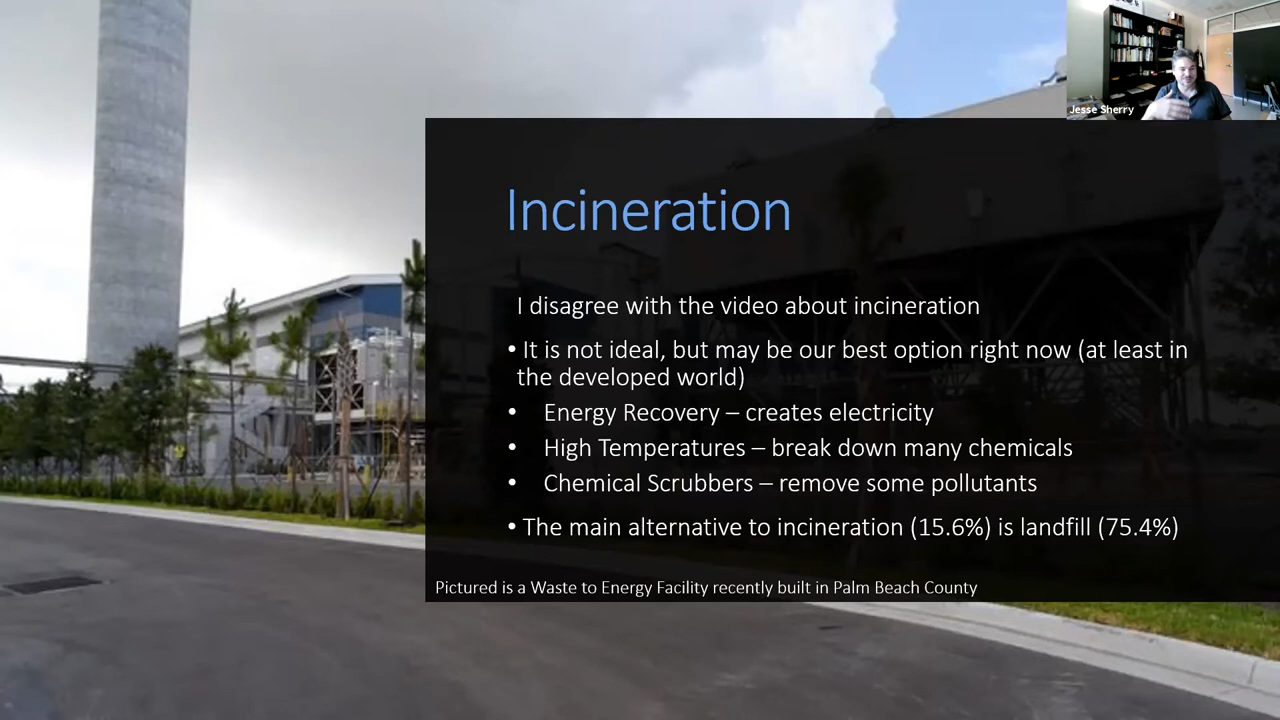 Jesse Sherry
Incineration
I disagree with the video about incineration
• It is not ideal, but may be our best option right now (at least in
the developed world)
• Energy Recovery – creates electricity
• High Temperatures – break down many chemicals
• Chemical Scrubbers – remove some pollutants
• The main alternative to incineration (15.6%) is landfill (75.4%)
Pictured is a Waste to Energy Facility recently built in Palm Beach County